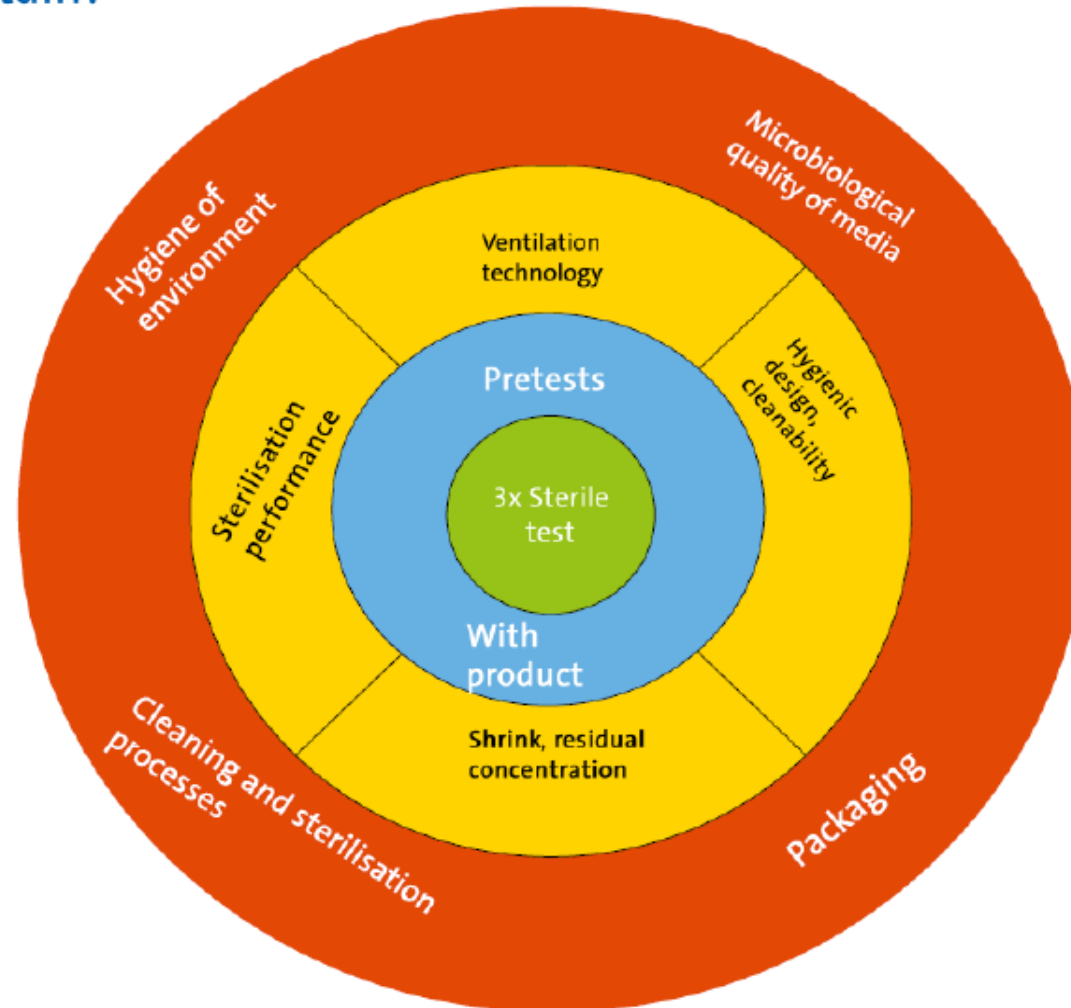 Hygiene of
environment
Microbiological
quality of media
Ventilation
technology
Hygienic
design,
cleanability
Sterilisation
performance
Pretests
3x Sterile
test
With
product
Shrink, residual
concentration
Cleaning and sterilisation
processes
Packaging